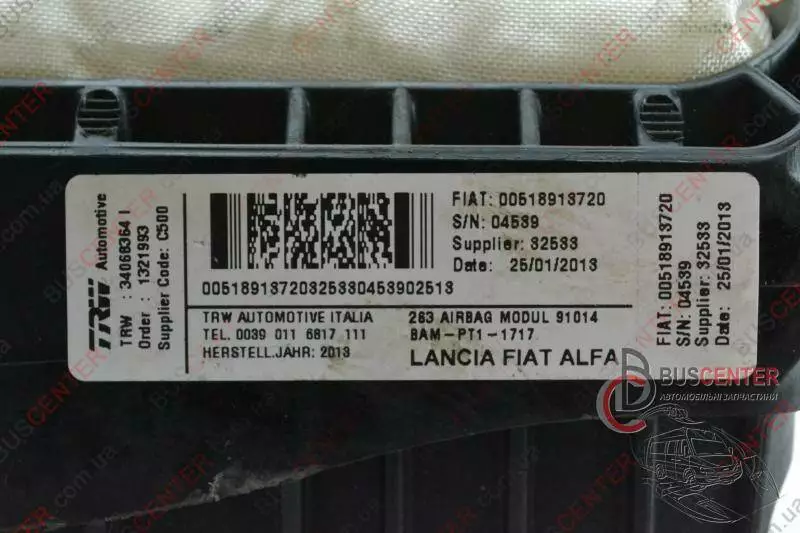 TRW Automotive
TRW : 34068364 I
Order : 1321993
Supplier Code: C500
FIAT: 00518913720
S/N: 04539
Supplier: 32533
Date: 25/01/2013
00518913720325330453902513
TRW AUTOMOTIVE ITALIA
TEL. 0039 011 6817 111
HERSTELL.JAHR: 2013
263 AIRBAG MODUL 91014
BAM-PT1-1717
LANCIA FIAT ALFA
FIAT: 00518913720
S/N: 04539
Supplier: 32533
Date: 25/01/2013
BUSCENTER
АВТОМОБІЛЬНІ ЗАПЧАСТИНИ